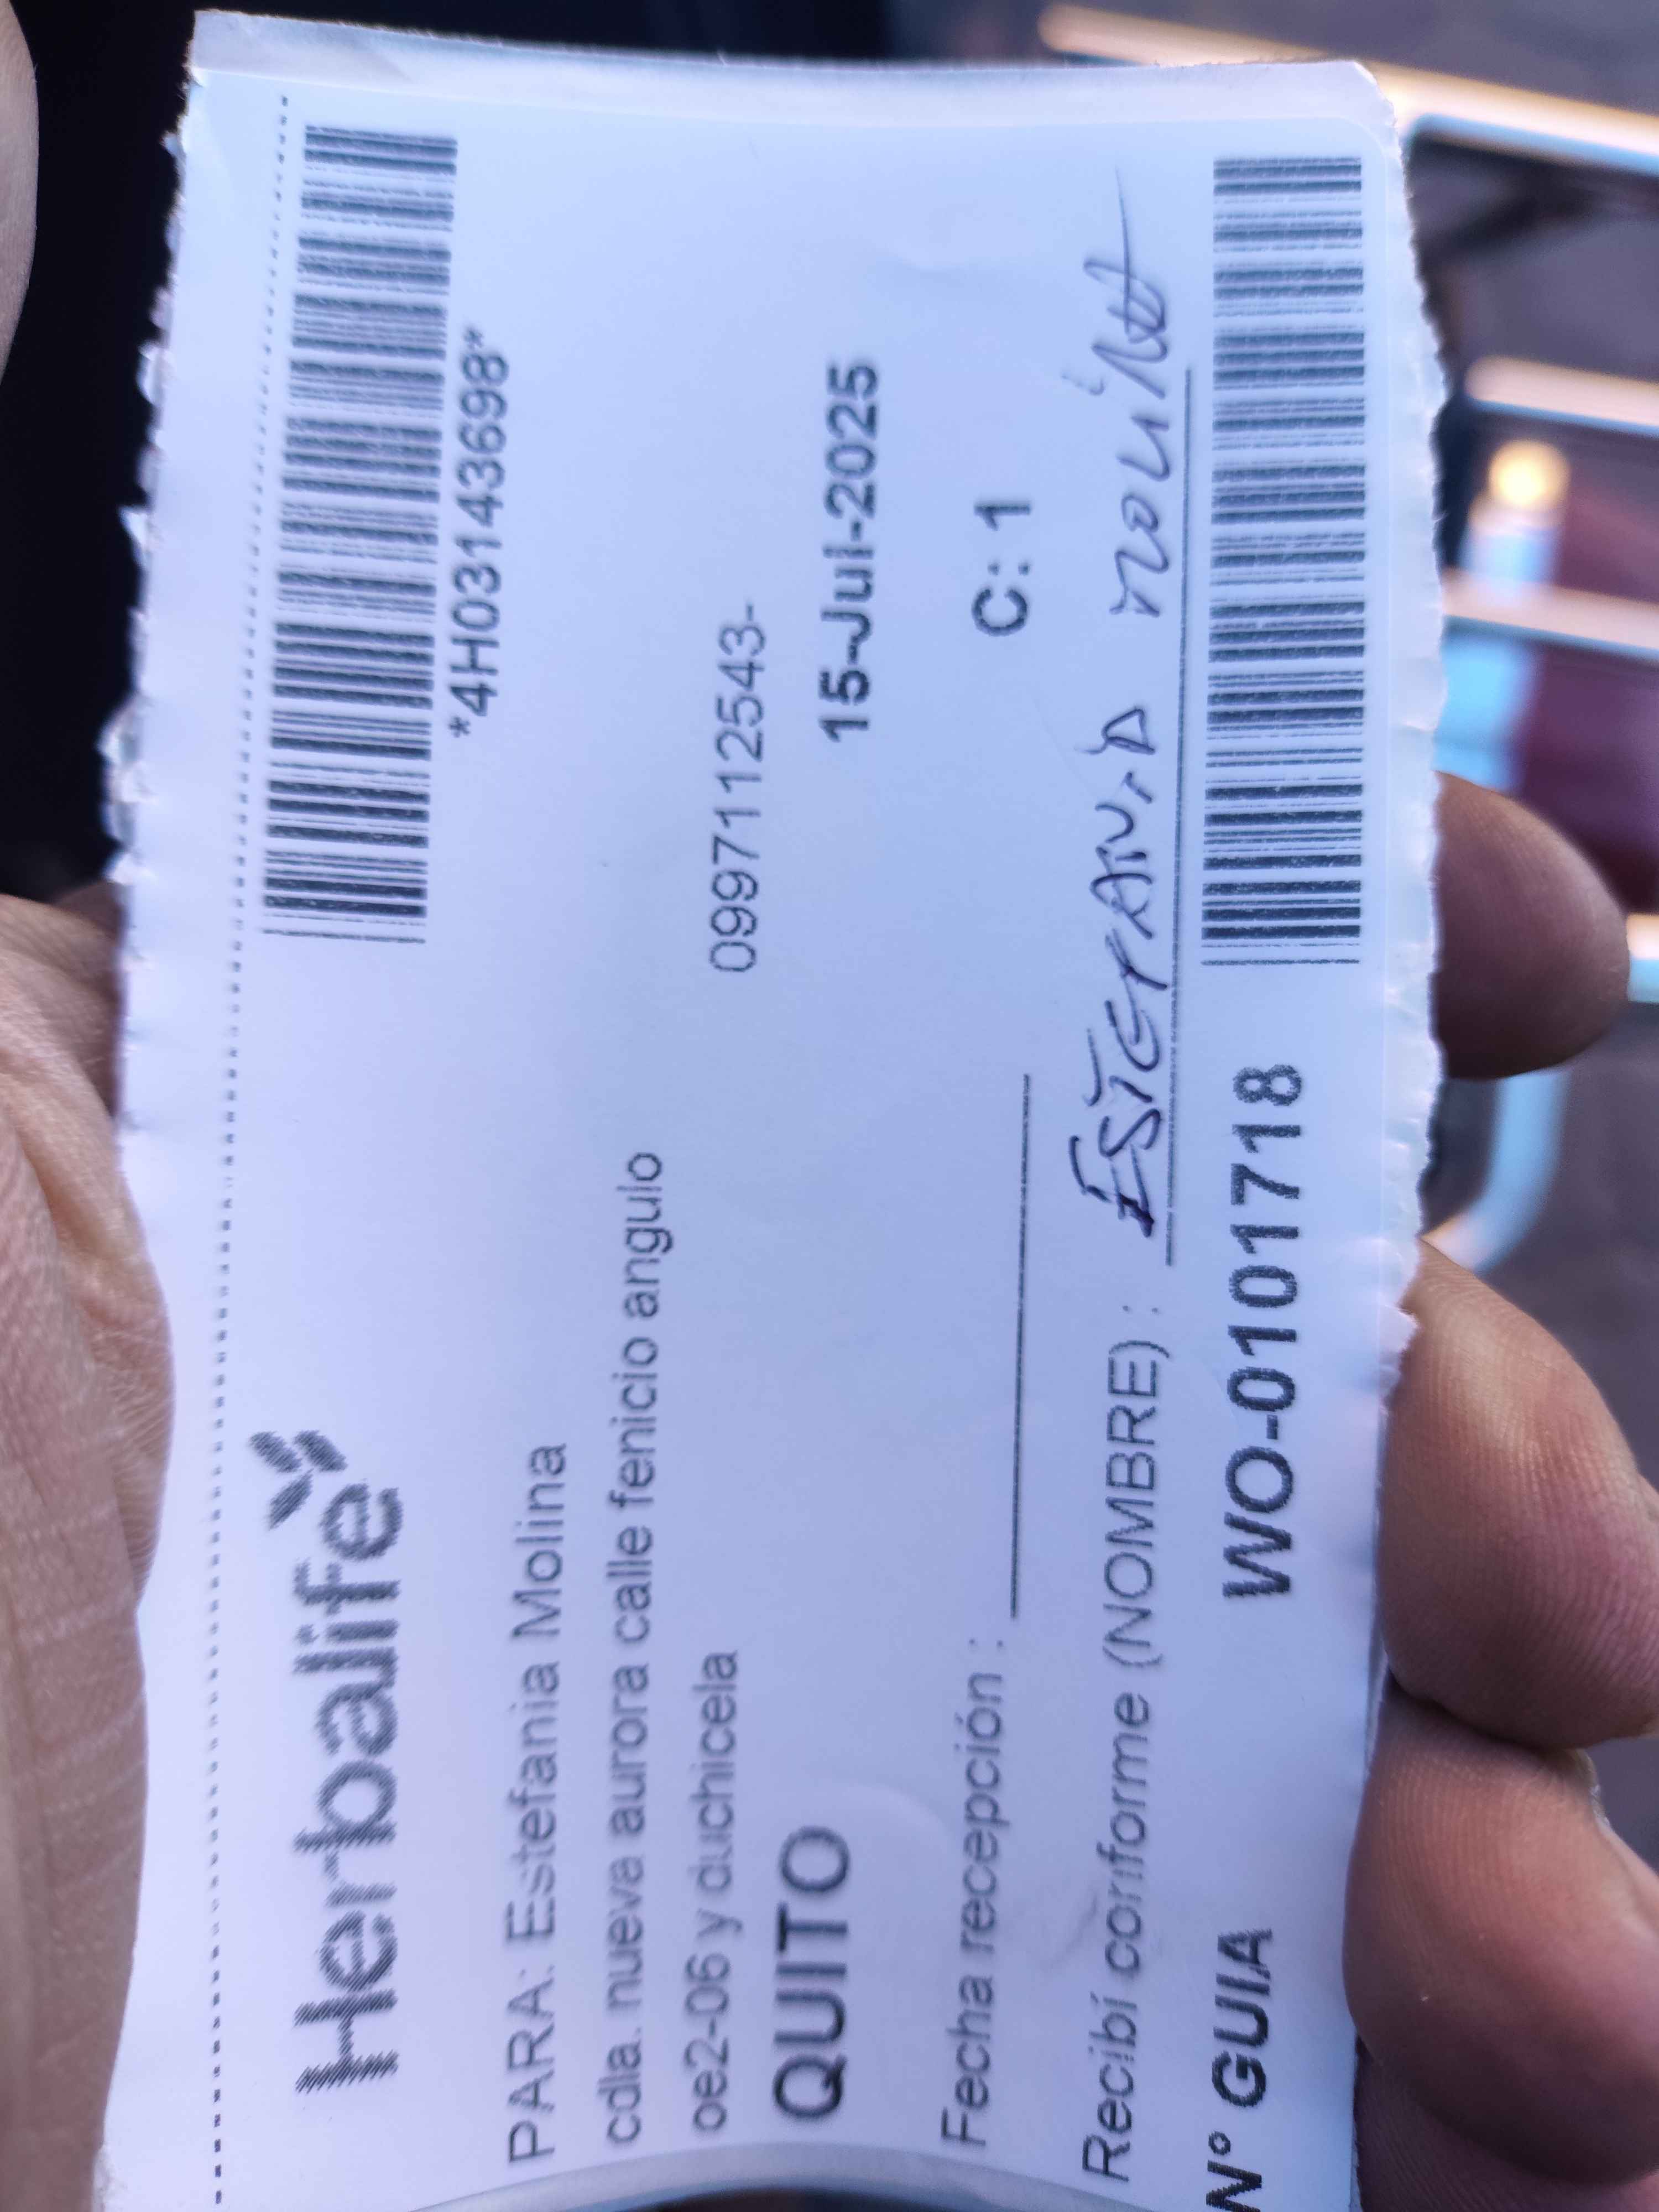 Herbalife
*4H03143698*
PARA: Estefania Molina
cdla. nueva aurora calle fenicio angulo
oe2-06 y duchicela
0997112543-
QUITO
15-Jul-2025
Fecha recepción : 
C: 1
Recibí conforme (NOMBRE) : ESTEFANIA MOLINA
N° GUIA WO-0101718